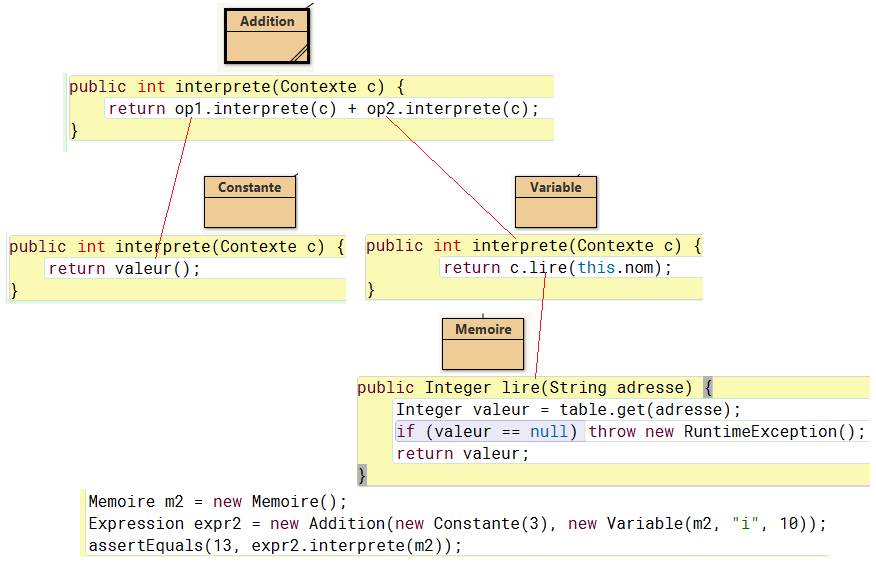 Addition
public int interprete(Contexte c) {
return op1.interprete(c) + op2.interprete(c);
}
Constante
public int interprete(Contexte c) {
return valeur();
}
Variable
public int interprete(Contexte c) {
return c.lire(this.nom);
}
Memoire
public Integer lire(String adresse) {
Integer valeur = table.get(adresse);
if (valeur == null) throw new RuntimeException();
return valeur;
}
Memoire m2 = new Memoire();
Expression expr2 = new Addition(new Constante(3), new Variable(m2, "i", 10));
assertEquals(13, expr2.interprete(m2));